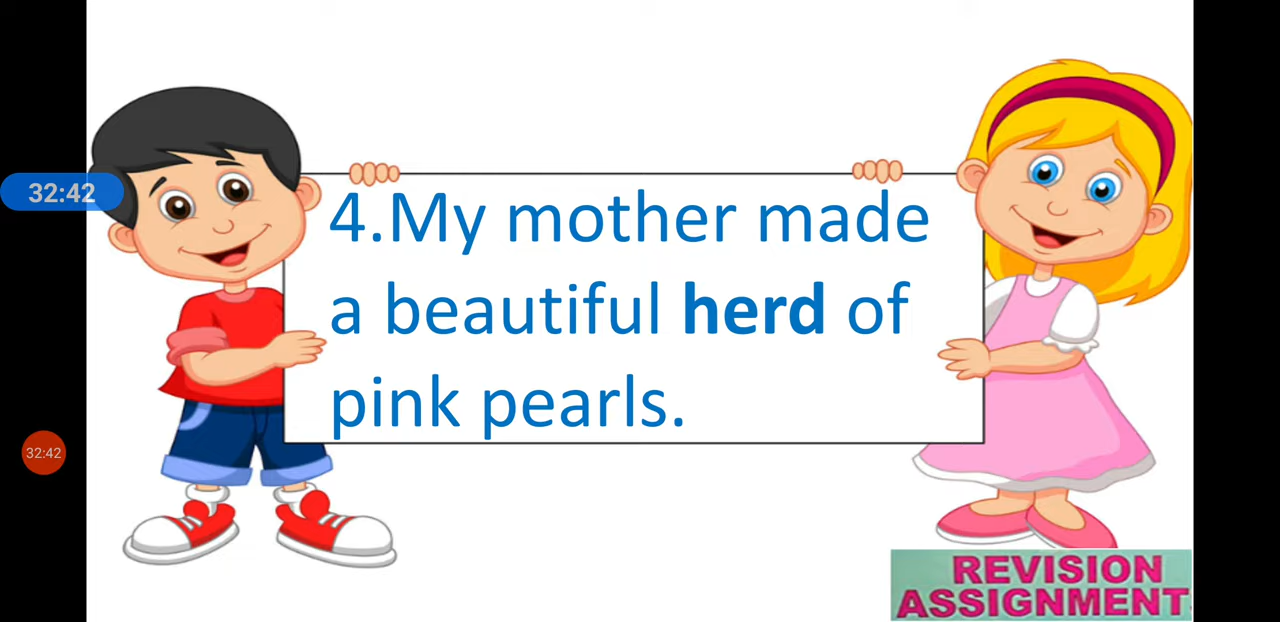 32:42
4.My mother made
a beautiful herd of
pink pearls.
32:42
REVISION
ASSIGNMENT